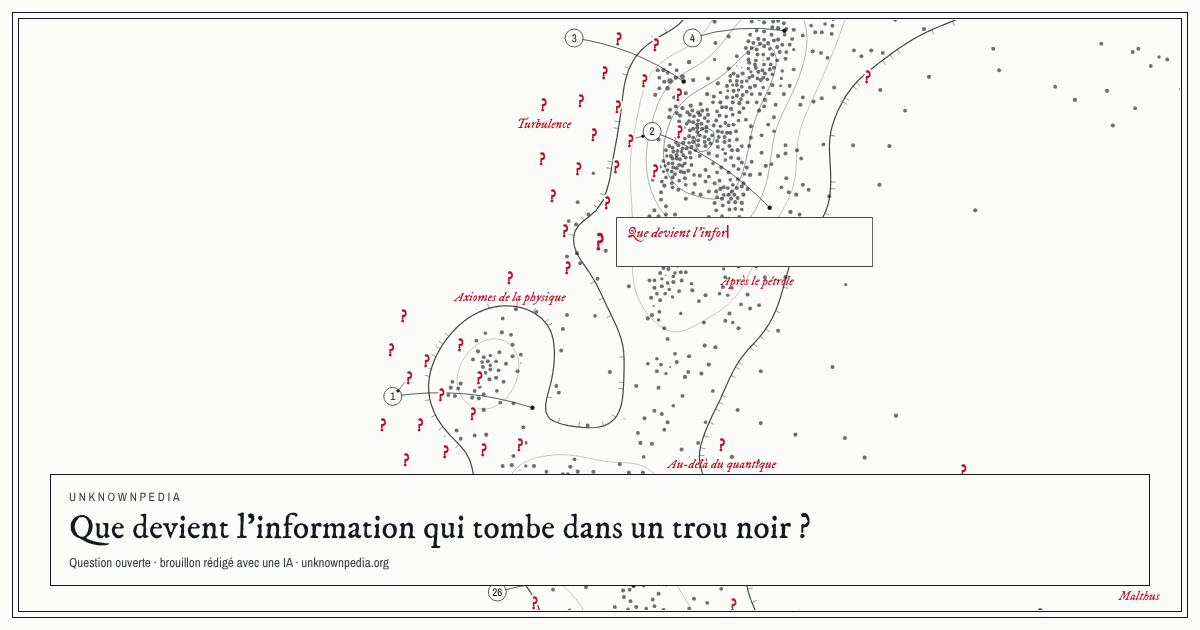 3
4
Turbulence
2
Que devient l'infor
Après le pétrole
Axiomes de la physique
1
Au-delà du quantique
UNKNOWNPEDIA
Que devient l'information qui tombe dans un trou noir ?
Question ouverte · brouillon rédigé avec une IA · unknownpedia.org
26
Malthus